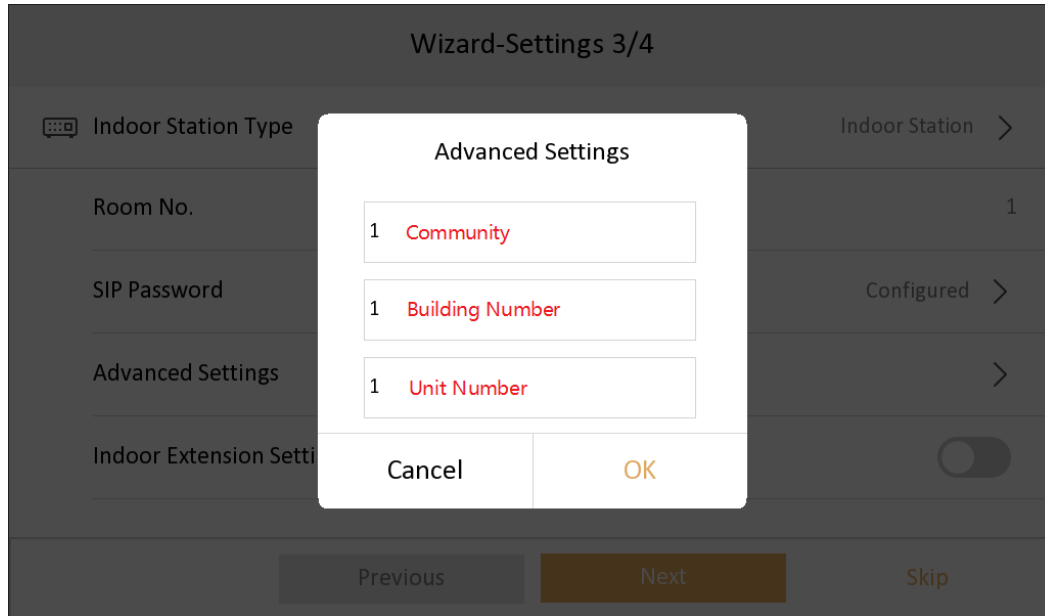 Wizard-Settings 3/4
Indoor Station Type
Indoor Station
Advanced Settings
Room No.
1
1 Community
SIP Password
Configured
1 Building Number
Advanced Settings
1 Unit Number
Indoor Extension Setti
Cancel
OK
Previous
Next
Skip